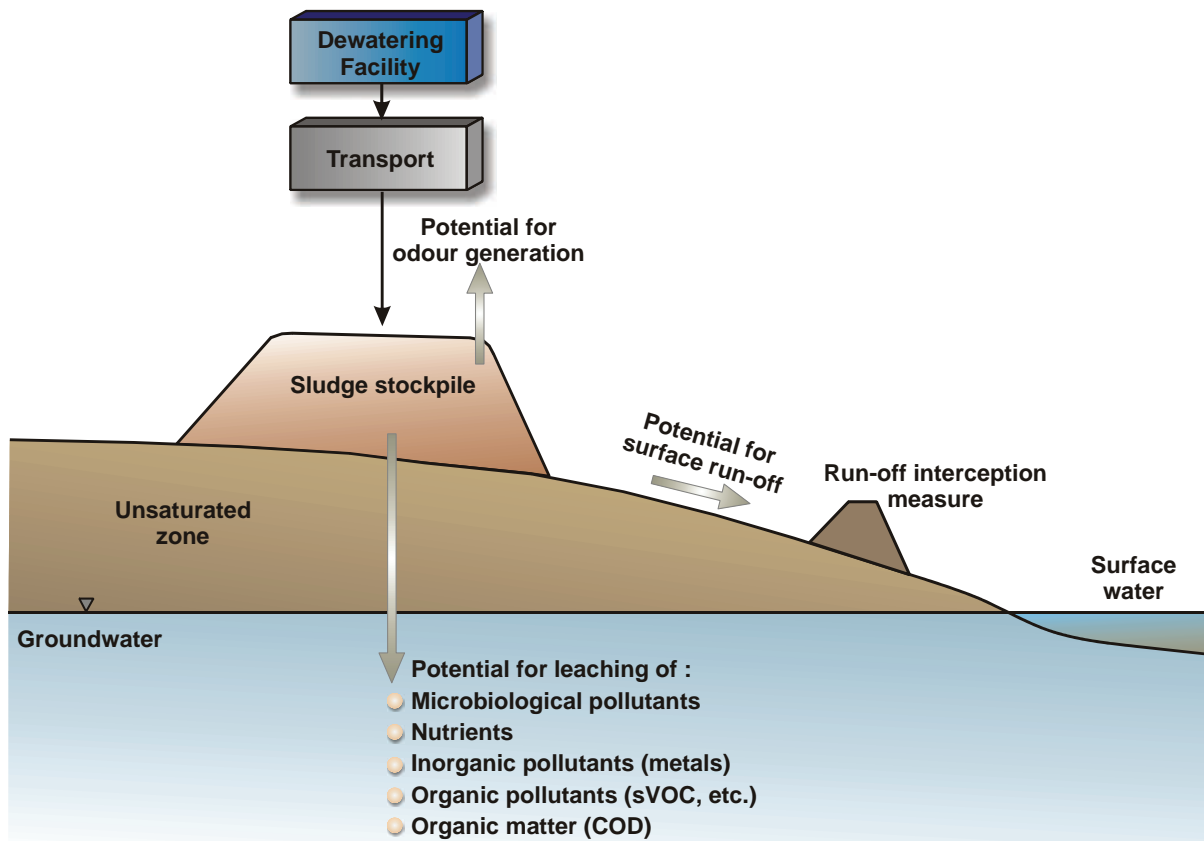 Dewatering
Facility
Transport
Potential for
odour generation
Sludge stockpile
Potential for
surface run-off
Run-off interception
measure
Unsaturated
zone
Surface
water
Groundwater
Potential for leaching of :
Microbiological pollutants
Nutrients
Inorganic pollutants (metals)
Organic pollutants (sVOC, etc.)
Organic matter (COD)